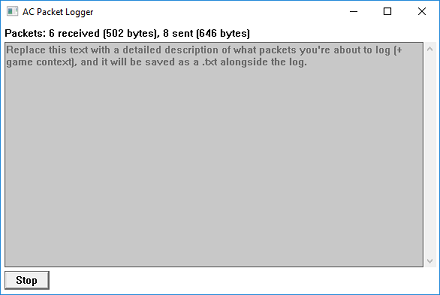 AC Packet Logger
Packets: 6 received (502 bytes), 8 sent (646 bytes)
Replace this text with a detailed description of what packets you're about to log (+
game context), and it will be saved as a .txt alongside the log.
Stop